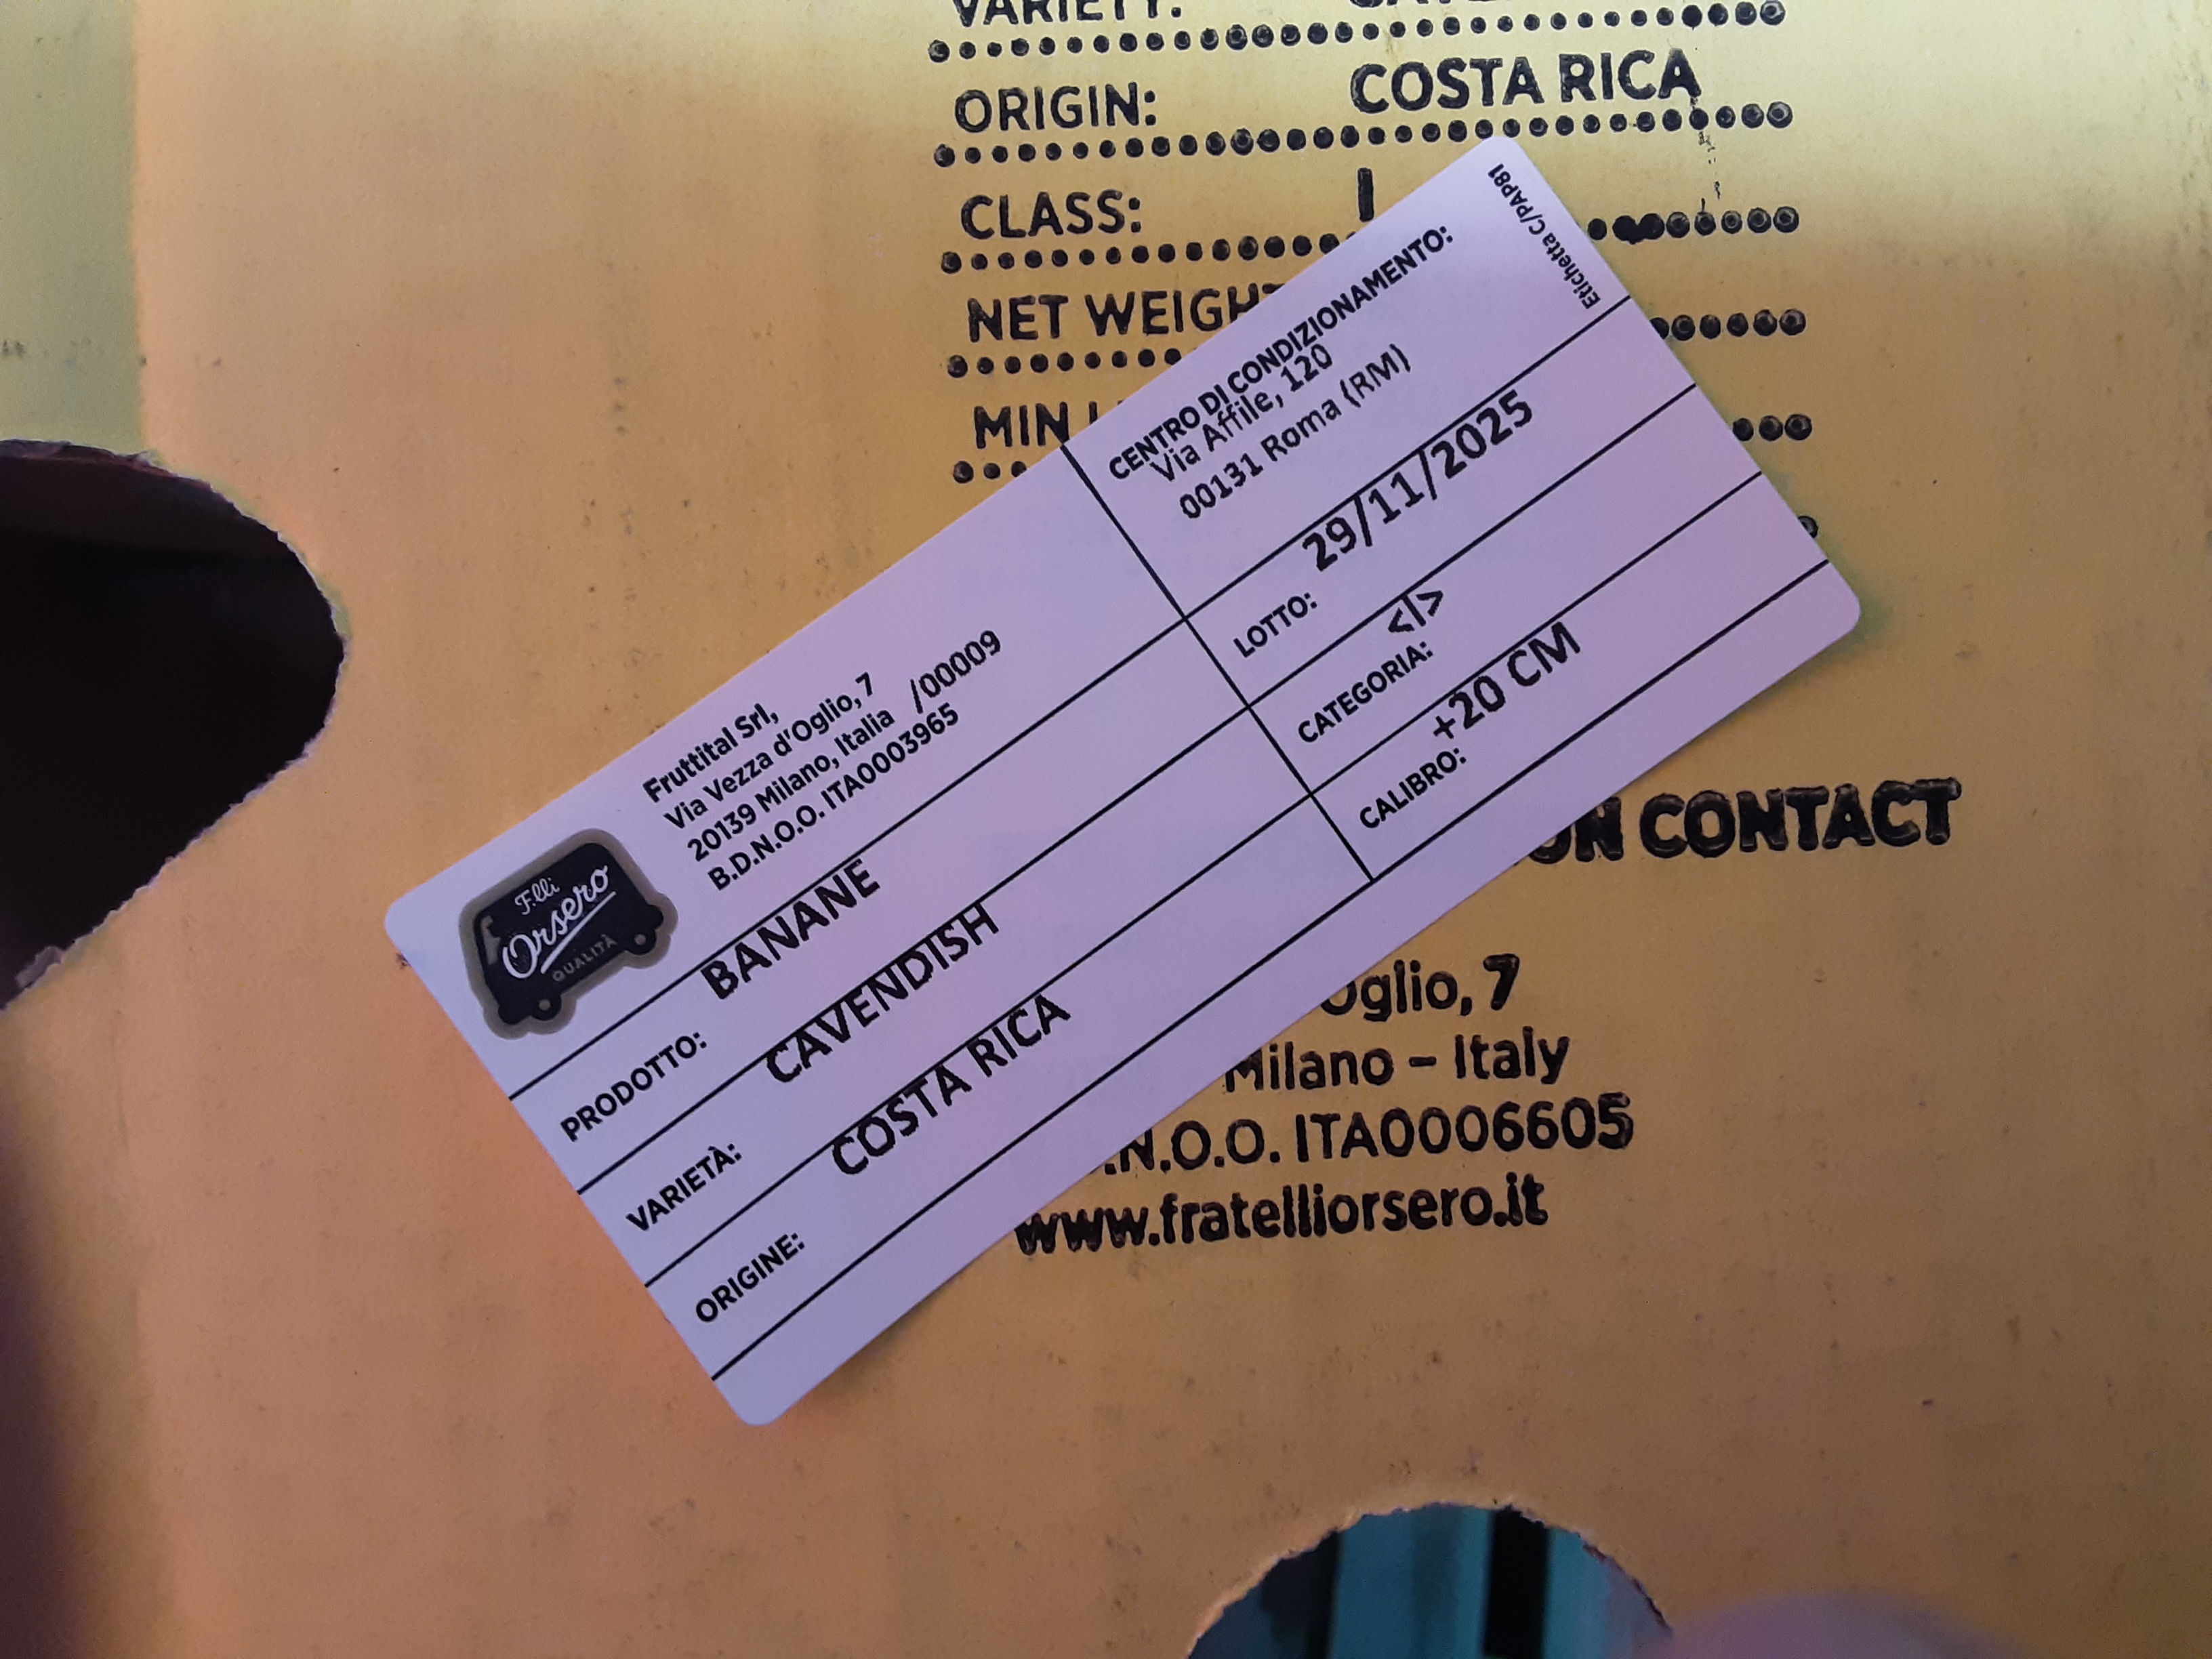 VARIETY:
ORIGIN: COSTA RICA
CLASS: I
NET WEIGHT
MIN
ON CONTACT
Oglio, 7
Milano – Italy
.N.O.O. ITA0006605
www.fratelliorsero.it
F.lli
Orsero
QUALITÀ
Fruttital Srl,
Via Vezza d'Oglio, 7
20139 Milano, Italia /00009
B.D.N.O.O. ITA0003965
PRODOTTO: BANANE
VARIETÀ: CAVENDISH
ORIGINE: COSTA RICA
CENTRO DI CONDIZIONAMENTO:
Via Affile, 120
00131 Roma (RM)
LOTTO: 29/11/2025
CATEGORIA: <I>
CALIBRO: +20 CM
Etichetta C/PAP81